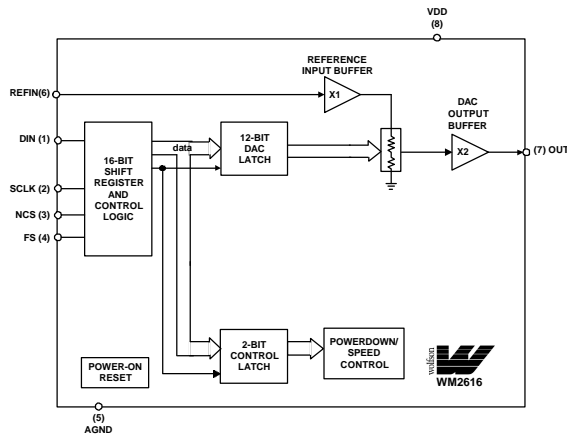 VDD
(8)
REFERENCE
INPUT BUFFER
REFIN(6)
X1
DAC
OUTPUT
BUFFER
DIN (1)
data
12-BIT
DAC
LATCH
16-BIT
SHIFT
REGISTER
AND
CONTROL
LOGIC
X2
(7) OUT
SCLK (2)
NCS (3)
FS (4)
2-BIT
CONTROL
LATCH
POWERDOWN/
SPEED
CONTROL
POWER-ON
RESET
wolfson
WM2616
(5)
AGND